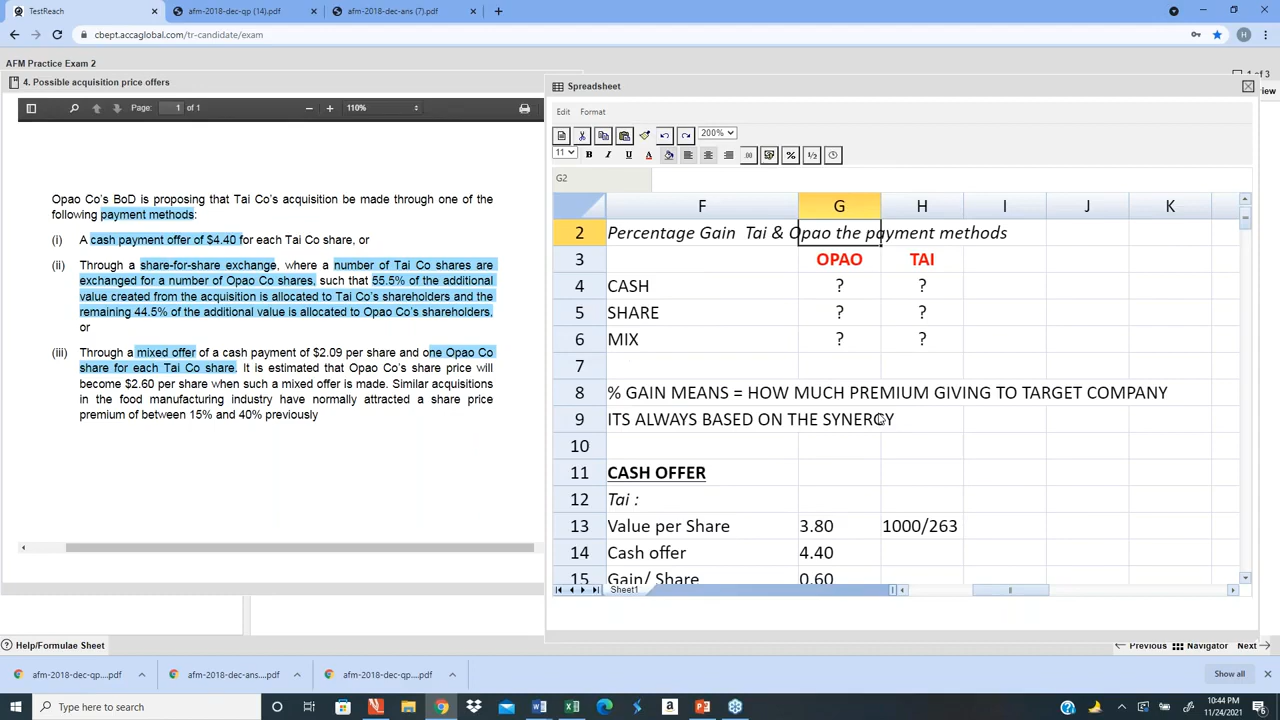 TestReach
afm-2018-dec-qp (14).pdf
afm-2018-dec-ans (7).pdf
cbept.accaglobal.com/tr-candidate/exam
AFM Practice Exam 2
4. Possible acquisition price offers
Page: 1 of 1
110%
Opao Co's BoD is proposing that Tai Co's acquisition be made through one of the
following payment methods:
(i) A cash payment offer of $4.40 for each Tai Co share, or
(ii) Through a share-for-share exchange, where a number of Tai Co shares are
exchanged for a number of Opao Co shares, such that 55.5% of the additional
value created from the acquisition is allocated to Tai Co's shareholders and the
remaining 44.5% of the additional value is allocated to Opao Co's shareholders,
or
(iii) Through a mixed offer of a cash payment of $2.09 per share and one Opao Co
share for each Tai Co share. It is estimated that Opao Co's share price will
become $2.60 per share when such a mixed offer is made. Similar acquisitions
in the food manufacturing industry have normally attracted a share price
premium of between 15% and 40% previously
1 of 3
view
Spreadsheet
Edit Format
200%
11 B I U A .00 % 1/2
G2
F G H I J K
2 Percentage Gain Tai & Opao the payment methods
3 OPAO TAI
4 CASH ? ?
5 SHARE ? ?
6 MIX ? ?
7
8 % GAIN MEANS = HOW MUCH PREMIUM GIVING TO TARGET COMPANY
9 ITS ALWAYS BASED ON THE SYNERGY
10
11 CASH OFFER
12 Tai :
13 Value per Share 3.80 1000/263
14 Cash offer 4.40
15 Gain/ Share 0.60
Sheet1
Help/Formulae Sheet
Previous Navigator Next
afm-2018-dec-qp....pdf
afm-2018-dec-ans....pdf
afm-2018-dec-qp....pdf
Show all
Type here to search
10:44 PM
11/24/2021